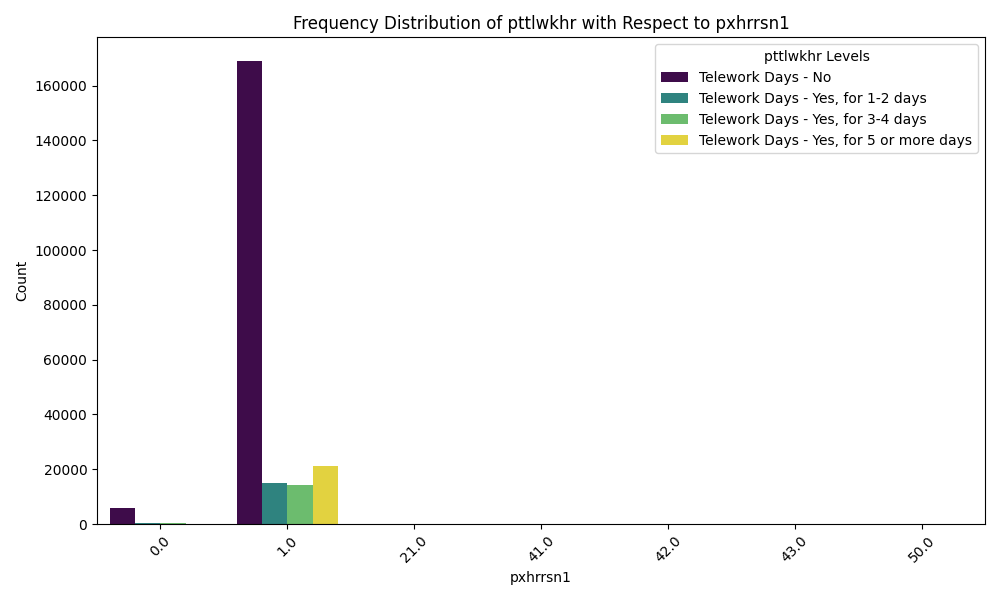 Frequency Distribution of pttlwkhr with Respect to pxhrrsn1
pttlwkhr Levels
Telework Days - No
Telework Days - Yes, for 1-2 days
Telework Days - Yes, for 3-4 days
Telework Days - Yes, for 5 or more days
160000
140000
120000
100000
80000
60000
40000
20000
0
Count
0.0
1.0
21.0
41.0
42.0
43.0
50.0
pxhrrsn1